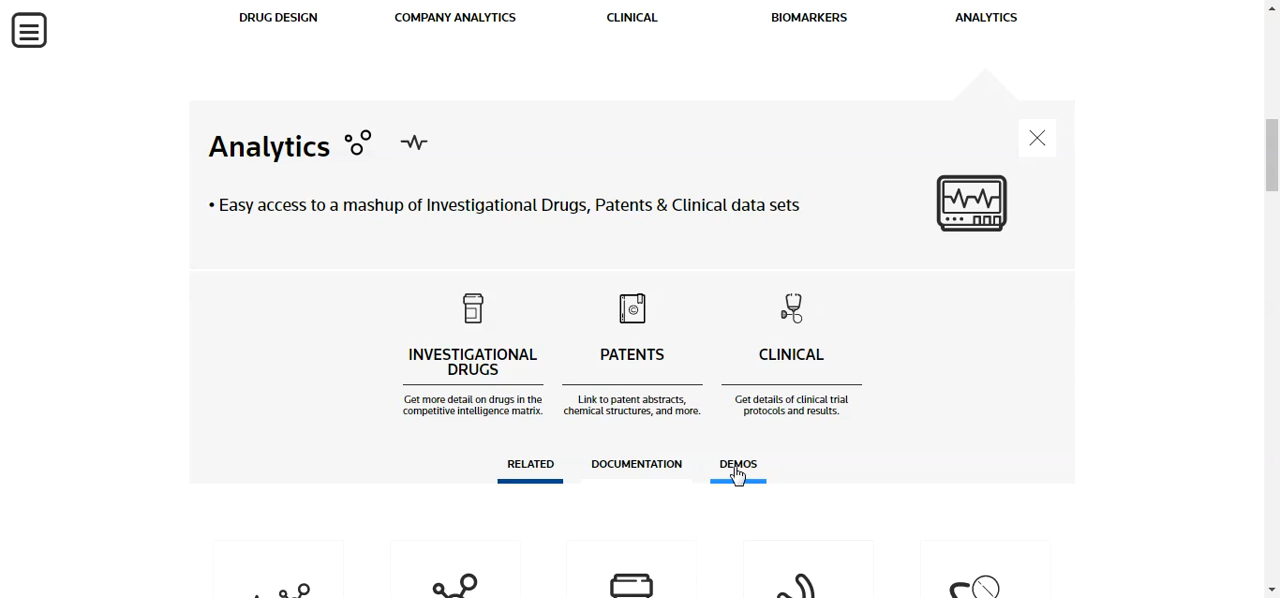 DRUG DESIGN COMPANY ANALYTICS CLINICAL BIOMARKERS ANALYTICS
Analytics
• Easy access to a mashup of Investigational Drugs, Patents & Clinical data sets
INVESTIGATIONAL
DRUGS
Get more detail on drugs in the
competitive intelligence matrix.
PATENTS
Link to patent abstracts,
chemical structures, and more.
CLINICAL
Get details of clinical trial
protocols and results.
RELATED DOCUMENTATION DEMOS